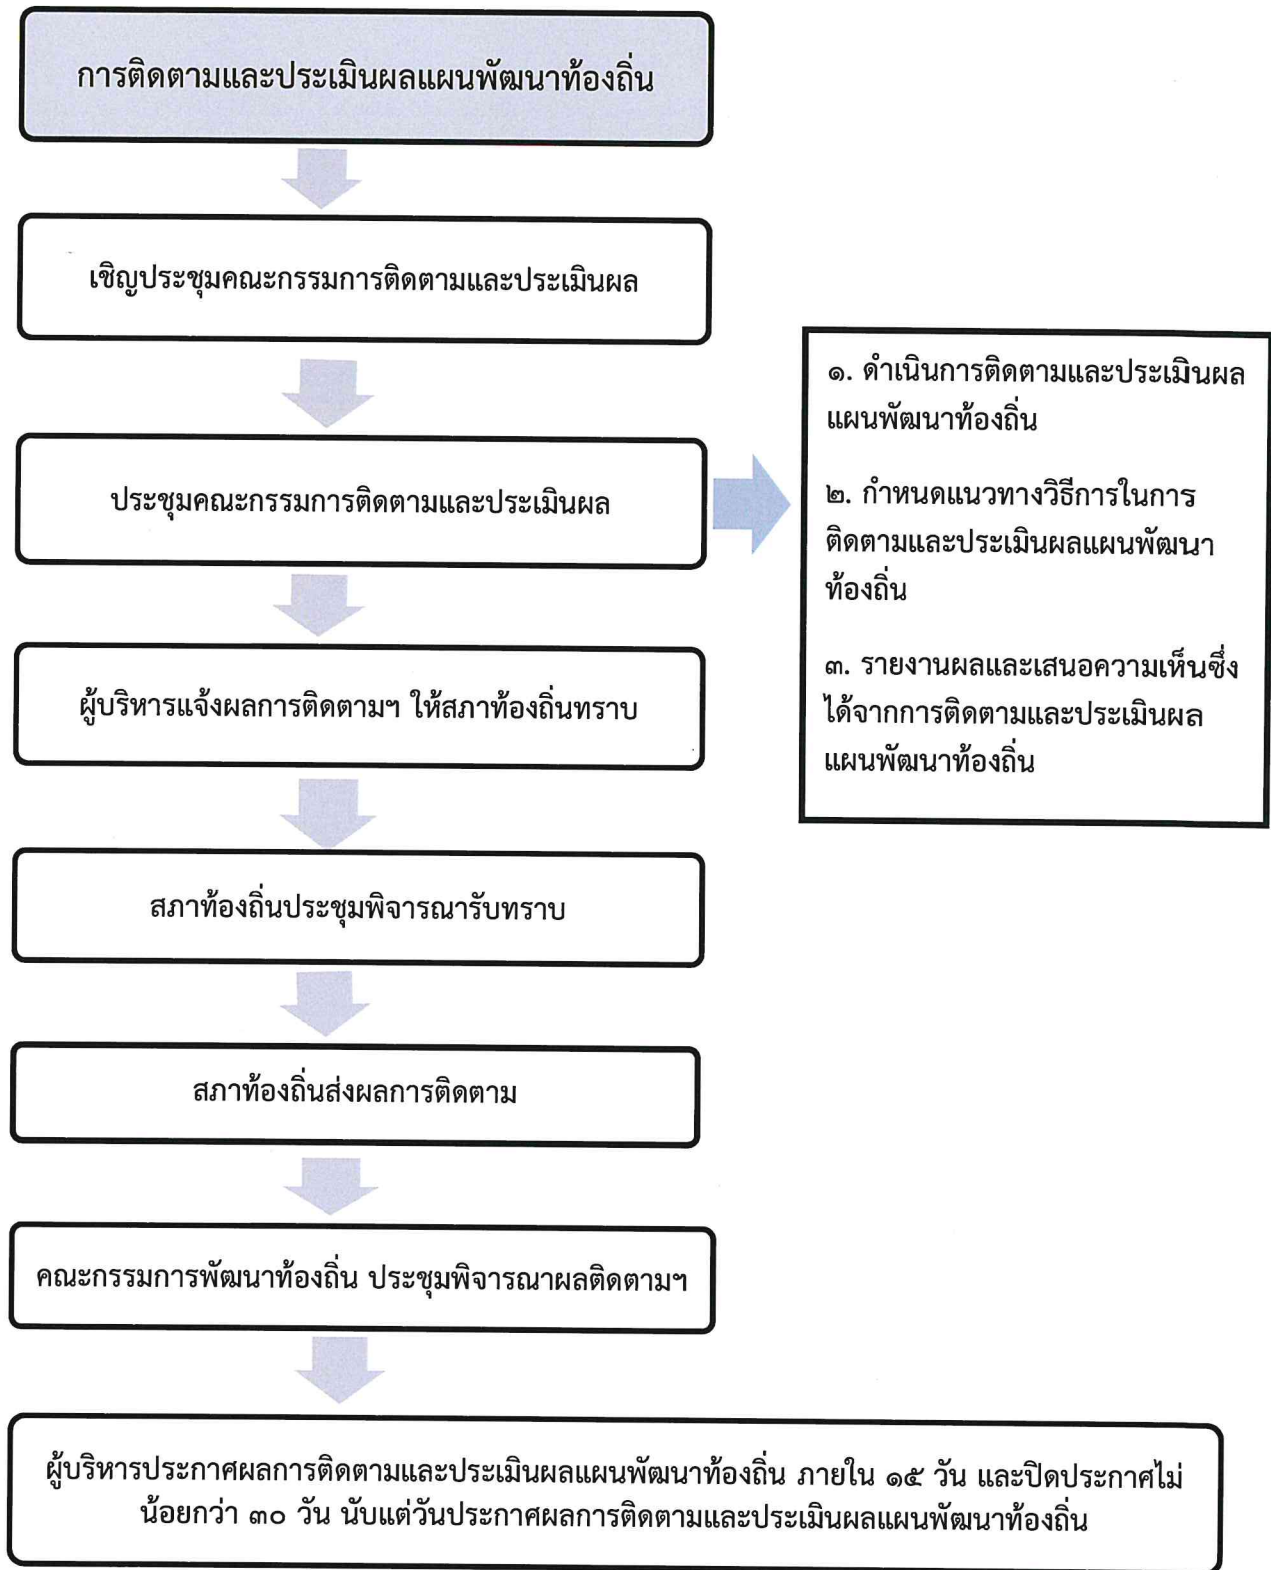 การติดตามและประเมินผลแผนพัฒนาท้องถิ่น
เชิญประชุมคณะกรรมการติดตามและประเมินผล
ประชุมคณะกรรมการติดตามและประเมินผล
๑. ดำเนินการติดตามและประเมินผล
แผนพัฒนาท้องถิ่น
๒. กำหนดแนวทางวิธีการในการ
ติดตามและประเมินผลแผนพัฒนา
ท้องถิ่น
๓. รายงานผลและเสนอความเห็นซึ่ง
ได้จากการติดตามและประเมินผล
แผนพัฒนาท้องถิ่น
ผู้บริหารแจ้งผลการติดตามฯ ให้สภาท้องถิ่นทราบ
สภาท้องถิ่นประชุมพิจารณารับทราบ
สภาท้องถิ่นส่งผลการติดตาม
คณะกรรมการพัฒนาท้องถิ่น ประชุมพิจารณาผลติดตามฯ
ผู้บริหารประกาศผลการติดตามและประเมินผลแผนพัฒนาท้องถิ่น ภายใน ๑๕ วัน และปิดประกาศไม่
น้อยกว่า ๓๐ วัน นับแต่วันประกาศผลการติดตามและประเมินผลแผนพัฒนาท้องถิ่น